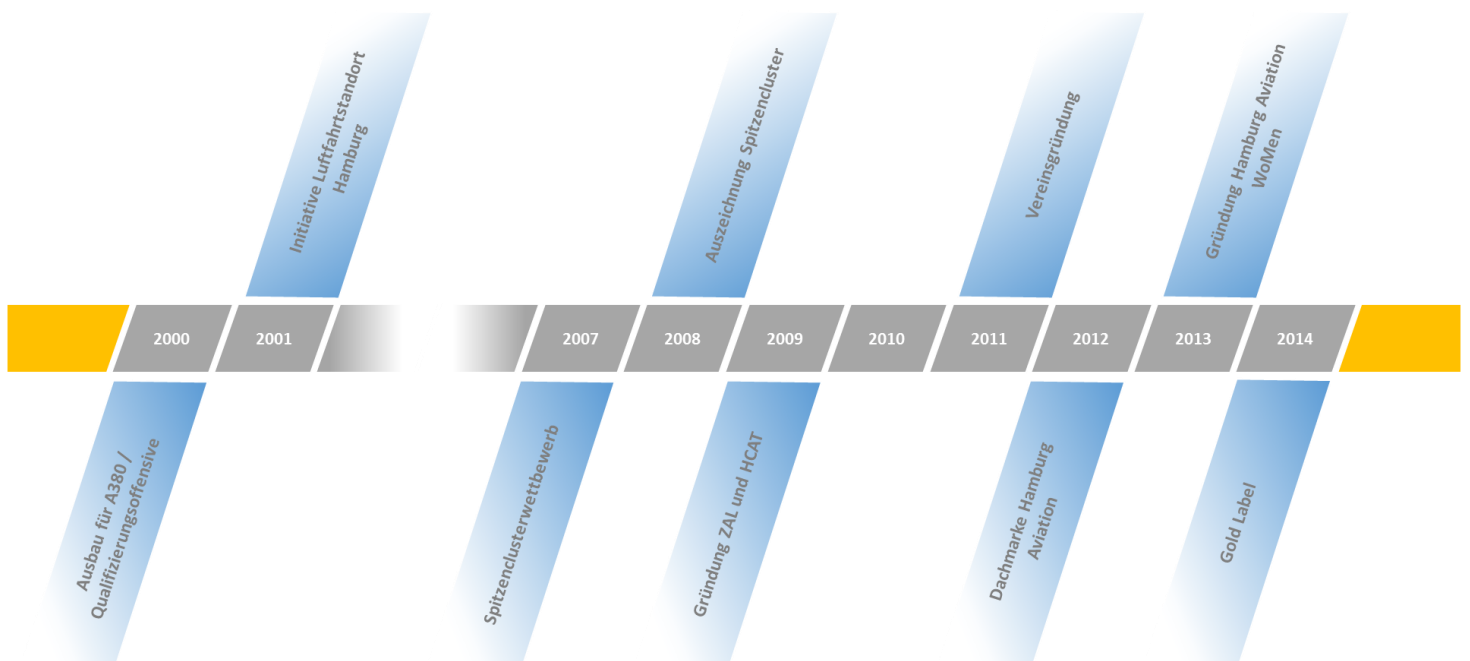 Initiative Luftfahrtstandort
Hamburg
Auszeichnung Spitzencluster
Vereinsgründung
Gründung Hamburg Aviation
WoMen
2000
2001
2007
2008
2009
2010
2011
2012
2013
2014
Ausbau für A380 /
Qualifizierungsoffensive
Spitzenclusterwettbewerb
Gründung ZAL und HCAT
Dachmarke Hamburg
Aviation
Gold Label